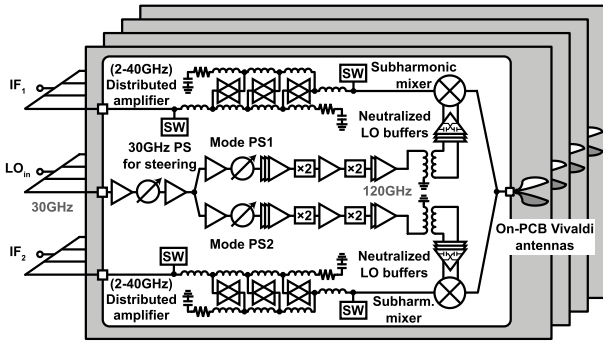 (2-40GHz)
Distributed
amplifier
SW
Subharmonic
mixer
IF1
SW
Neutralized
LO buffers
30GHz PS
for steering
Mode PS1
LOin
×2
×2
120GHz
30GHz
×2
×2
On-PCB Vivaldi
antennas
Mode PS2
IF2
SW
Neutralized
LO buffers
(2-40GHz)
Distributed
amplifier
SW
Subharm.
mixer